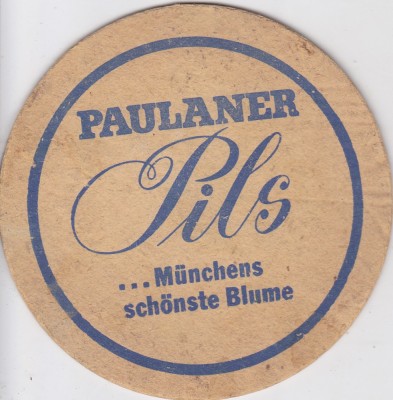 PAULANER
Pils
...Münchens
schönste Blume